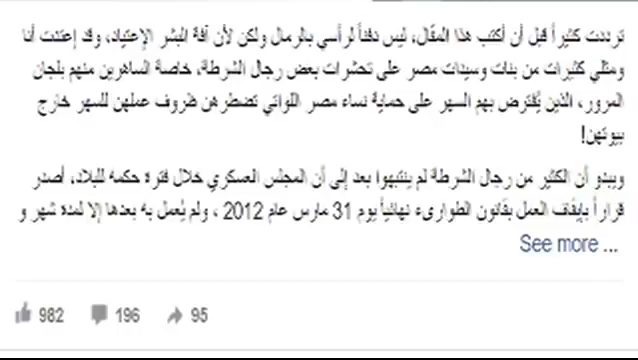 ترددت كثيراً قبل أن أكتب هذا المقال، ليس دفناً لرأسي بالرمال ولكن لأن آفة البشر الإعتياد، وقد إعتدت أنا
ومثلي كثيرات من بنات وسيدات مصر على تحشرات بعض رجال الشرطة، خاصة الساهرين منهم بلجان
المرور، الذين يُفترض بهم السهر على حماية نساء مصر اللواتي تضطرهن ظروف عملهن للسهر خارج
بيوتهن!
ويبدو أن الكثير من رجال الشرطة لم ينتبهوا بعد إلى أن المجلس العسكري خلال فترة حكمه للبلاد، أصدر
قراراً بإيقاف العمل بقانون الطوارىء نهائياً يوم 31 مارس عام 2012 ، ولم يُعمل به بعدها إلا لمدة شهر و
... See more
982 196 95